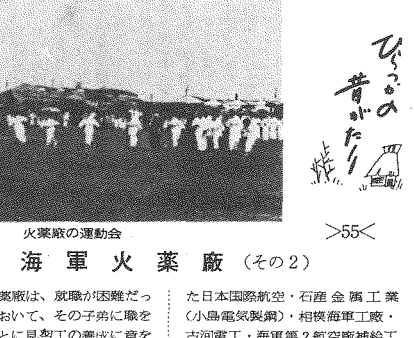 ひらつかの
昔がたり
>55<
火薬廠の運動会
海軍火薬廠（その２）
薬廠は、就職が困難だっ
おいて、その子弟に職を
とに見習工の養成に意を
た日本国際航空・石産金属工業
（小島電気製鋼）・相模海軍工廠・
古河電工・海軍第２航空廠補給工